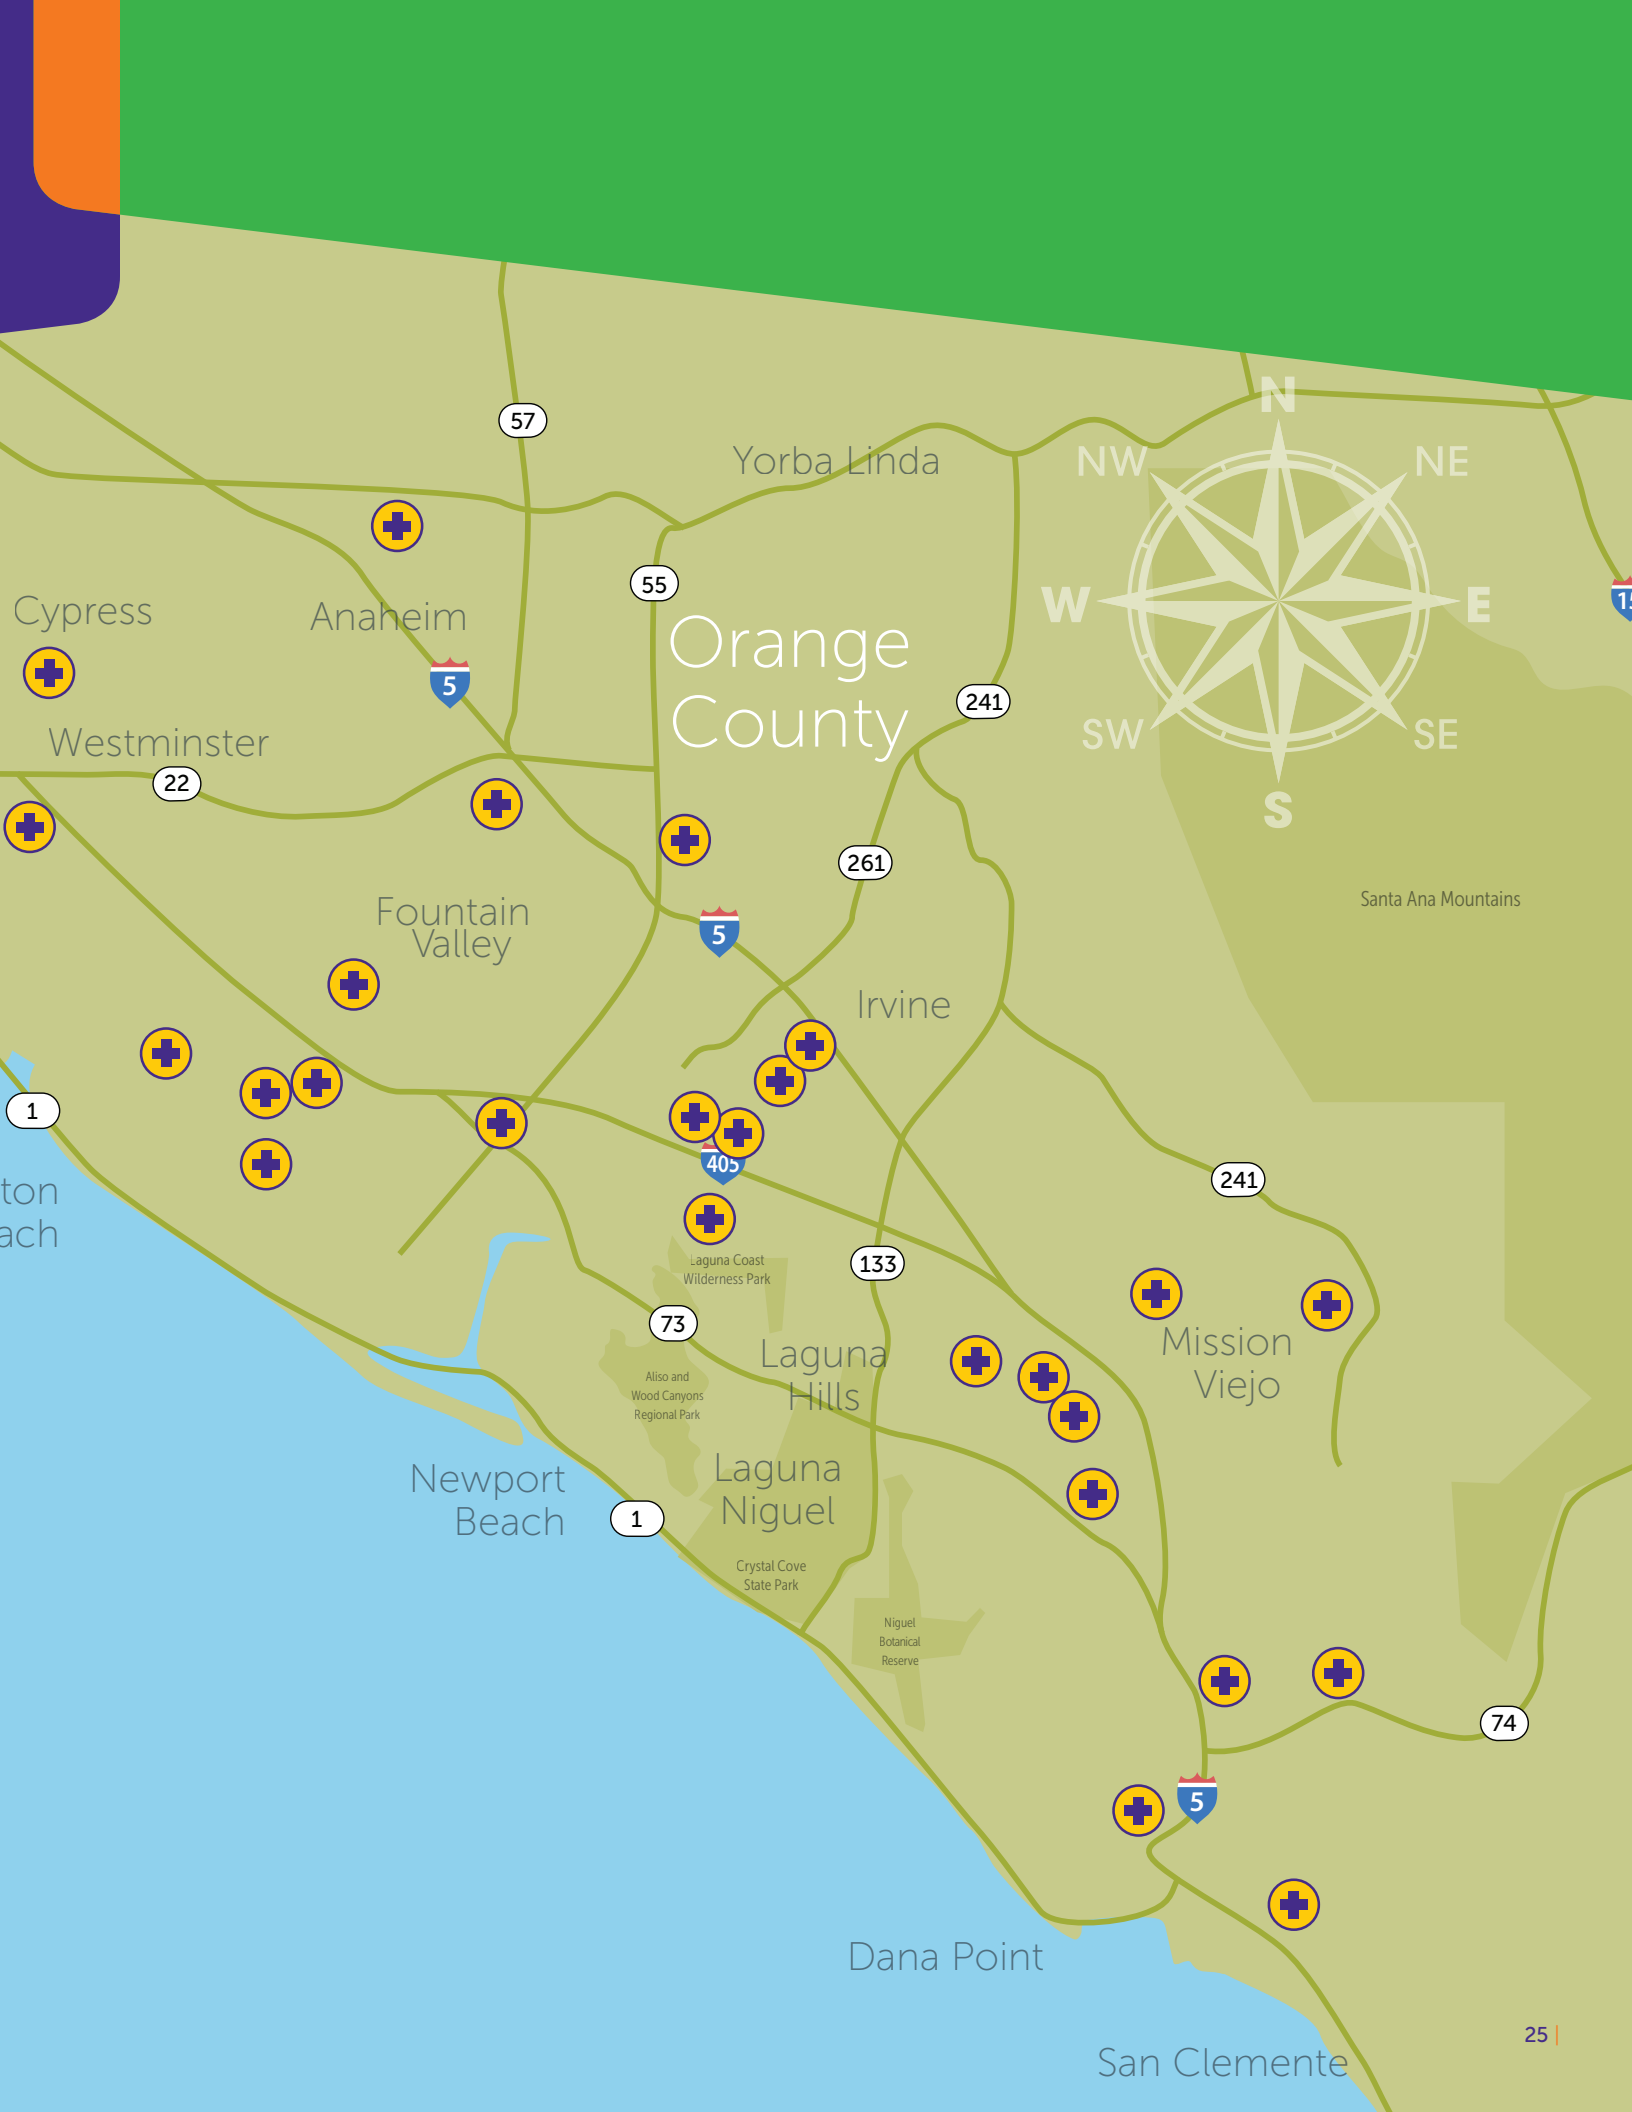 N
57
Yorba Linda
NW
NE
55
Cypress
Anaheim
Orange
County
W
E
15
5
241
Westminster
SW
SE
22
S
261
Santa Ana Mountains
Fountain
Valley
5
Irvine
1
405
241
ton
ach
Laguna Coast
Wilderness Park
133
73
Mission
Viejo
Laguna
Hills
Aliso and
Wood Canyons
Regional Park
Newport
Beach
Laguna
Niguel
1
Crystal Cove
State Park
Niguel
Botanical
Reserve
74
5
Dana Point
25 |
San Clemente